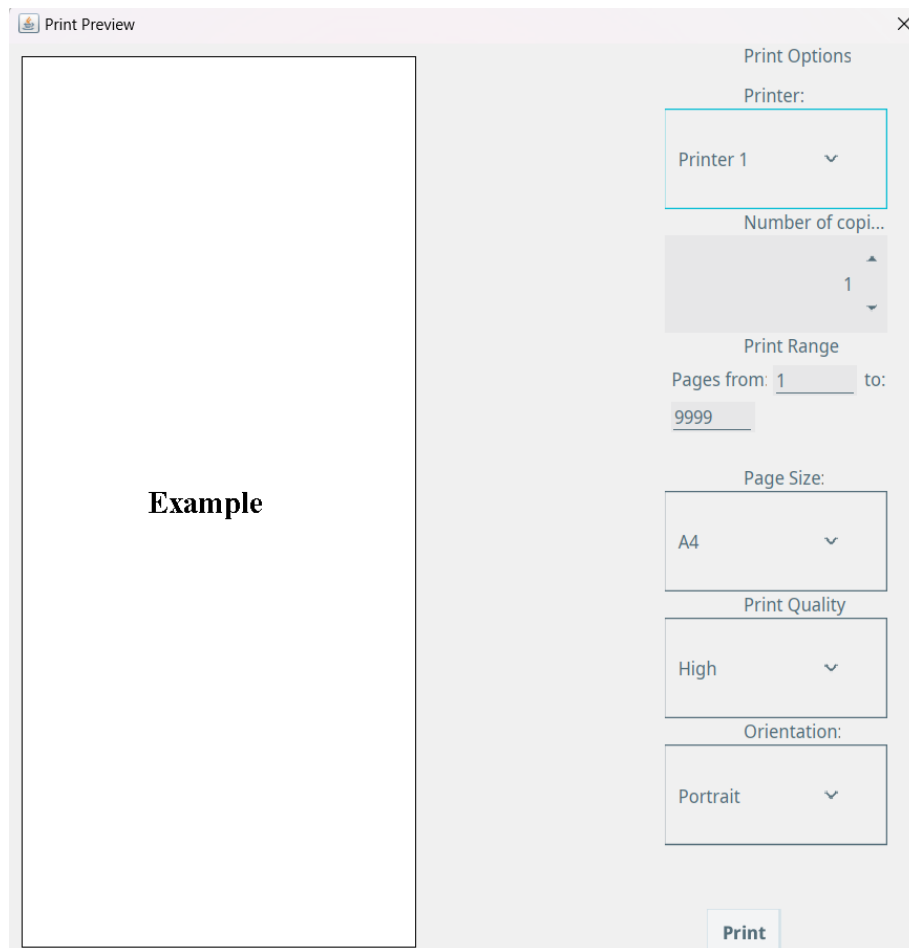 Print Preview
Print Options
Printer:
Printer 1
Number of copi...
1
Print Range
Pages from: 1 to:
9999
Example
Page Size:
A4
Print Quality
High
Orientation:
Portrait
Print